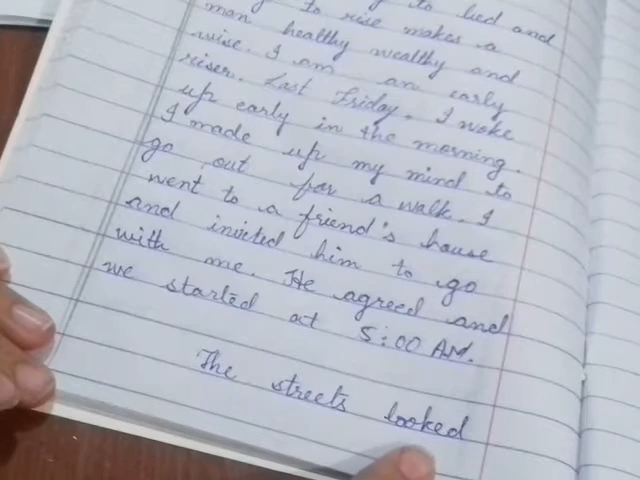 to bed and
to rise makes a
man healthy wealthy and
wise. I am an early
riser. Last Friday. I woke
up early in the morning.
I made up my mind to
go out for a walk. I
went to a friend's house
and invited him to go
with me. He agreed and
we started at 5:00 AM.
The streets looked